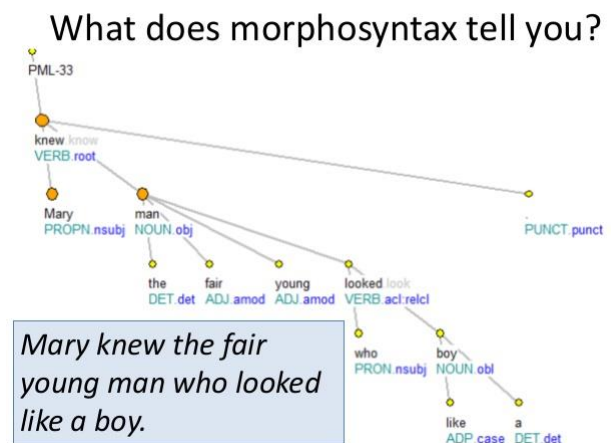 What does morphosyntax tell you?
PML-33
knew know
VERB.root
Mary
PROPN.nsubj
man
NOUN.obj
.
PUNCT.punct
the
DET.det
fair
ADJ.amod
young
ADJ.amod
looked look
VERB.acl:relcl
who
PRON.nsubj
boy
NOUN.obl
like
ADP.case
a
DET.det
Mary knew the fair
young man who looked
like a boy.